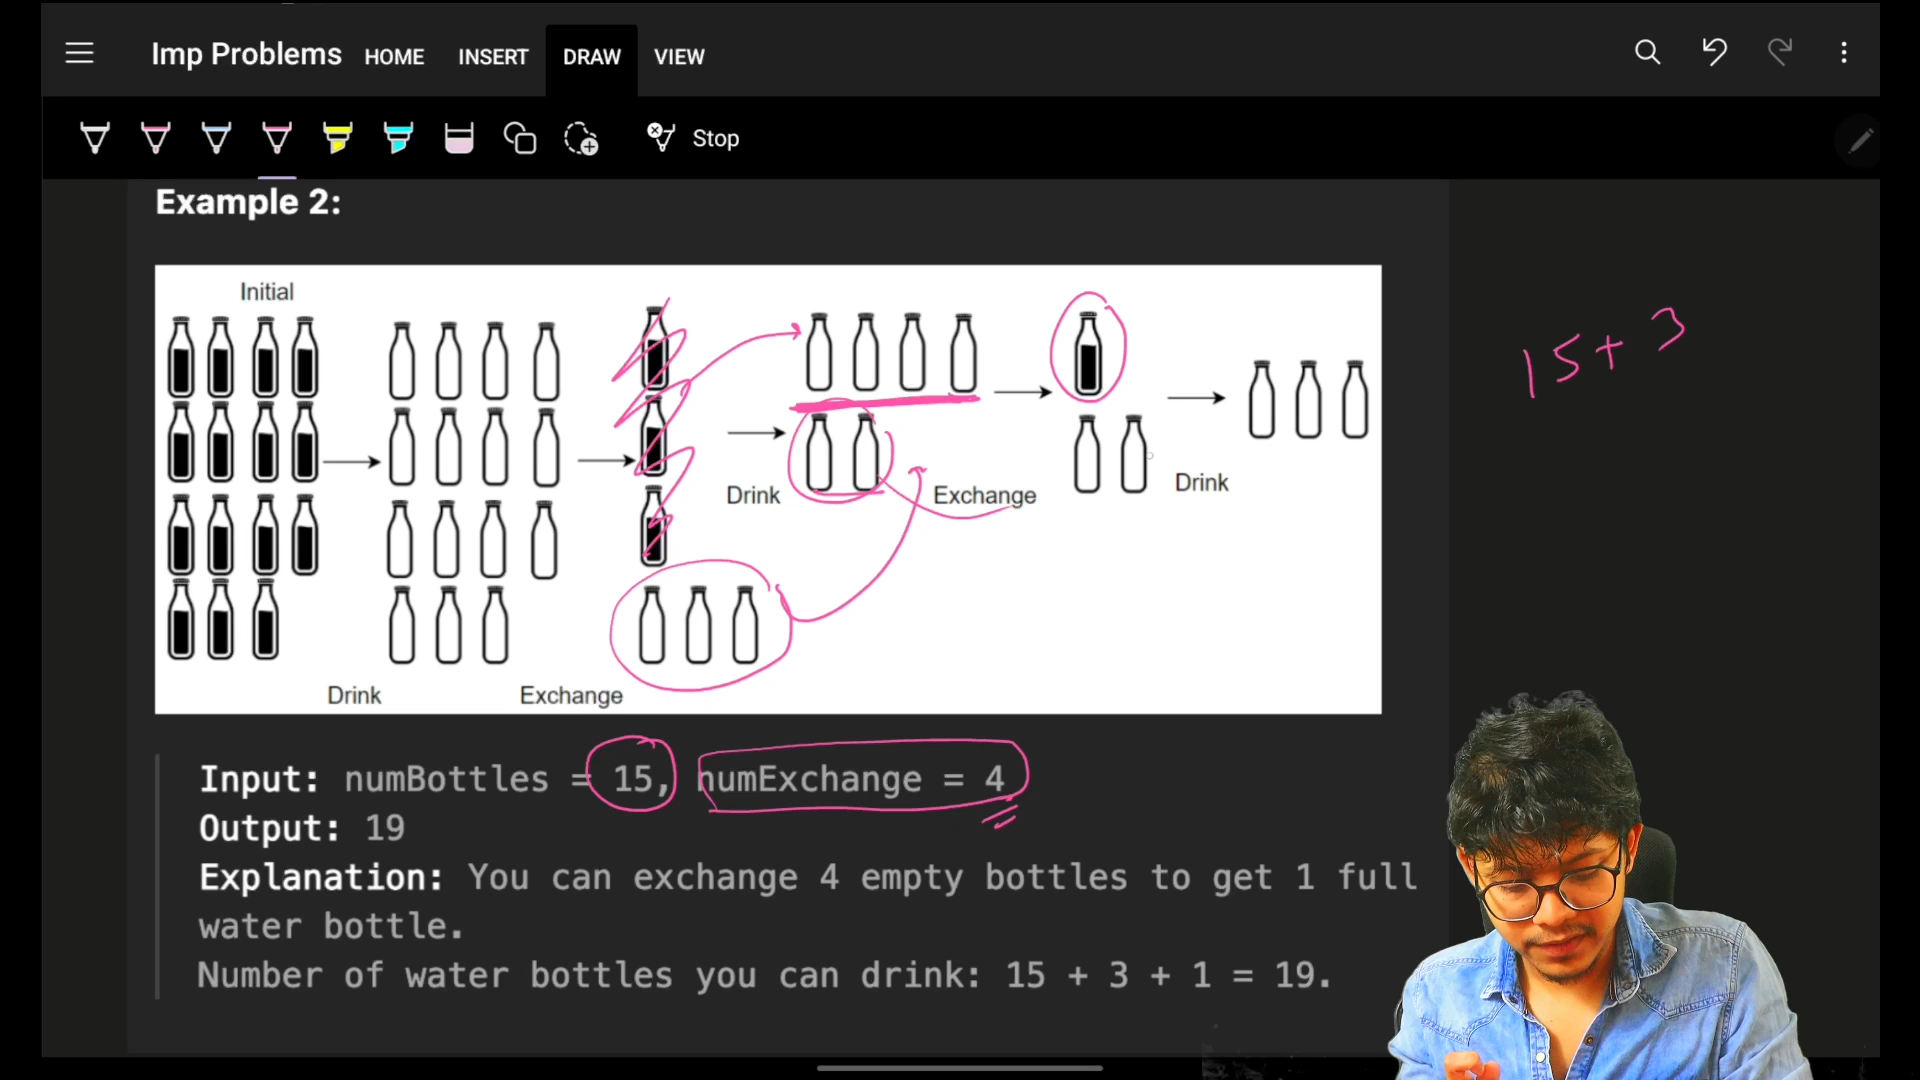 Imp Problems HOME INSERT DRAW VIEW
Stop
Example 2:
Initial
Drink
Exchange
Drink
Exchange
Drink
15+ 3
Input: numBottles = 15, numExchange = 4
Output: 19
Explanation: You can exchange 4 empty bottles to get 1 full
water bottle.
Number of water bottles you can drink: 15 + 3 + 1 = 19.